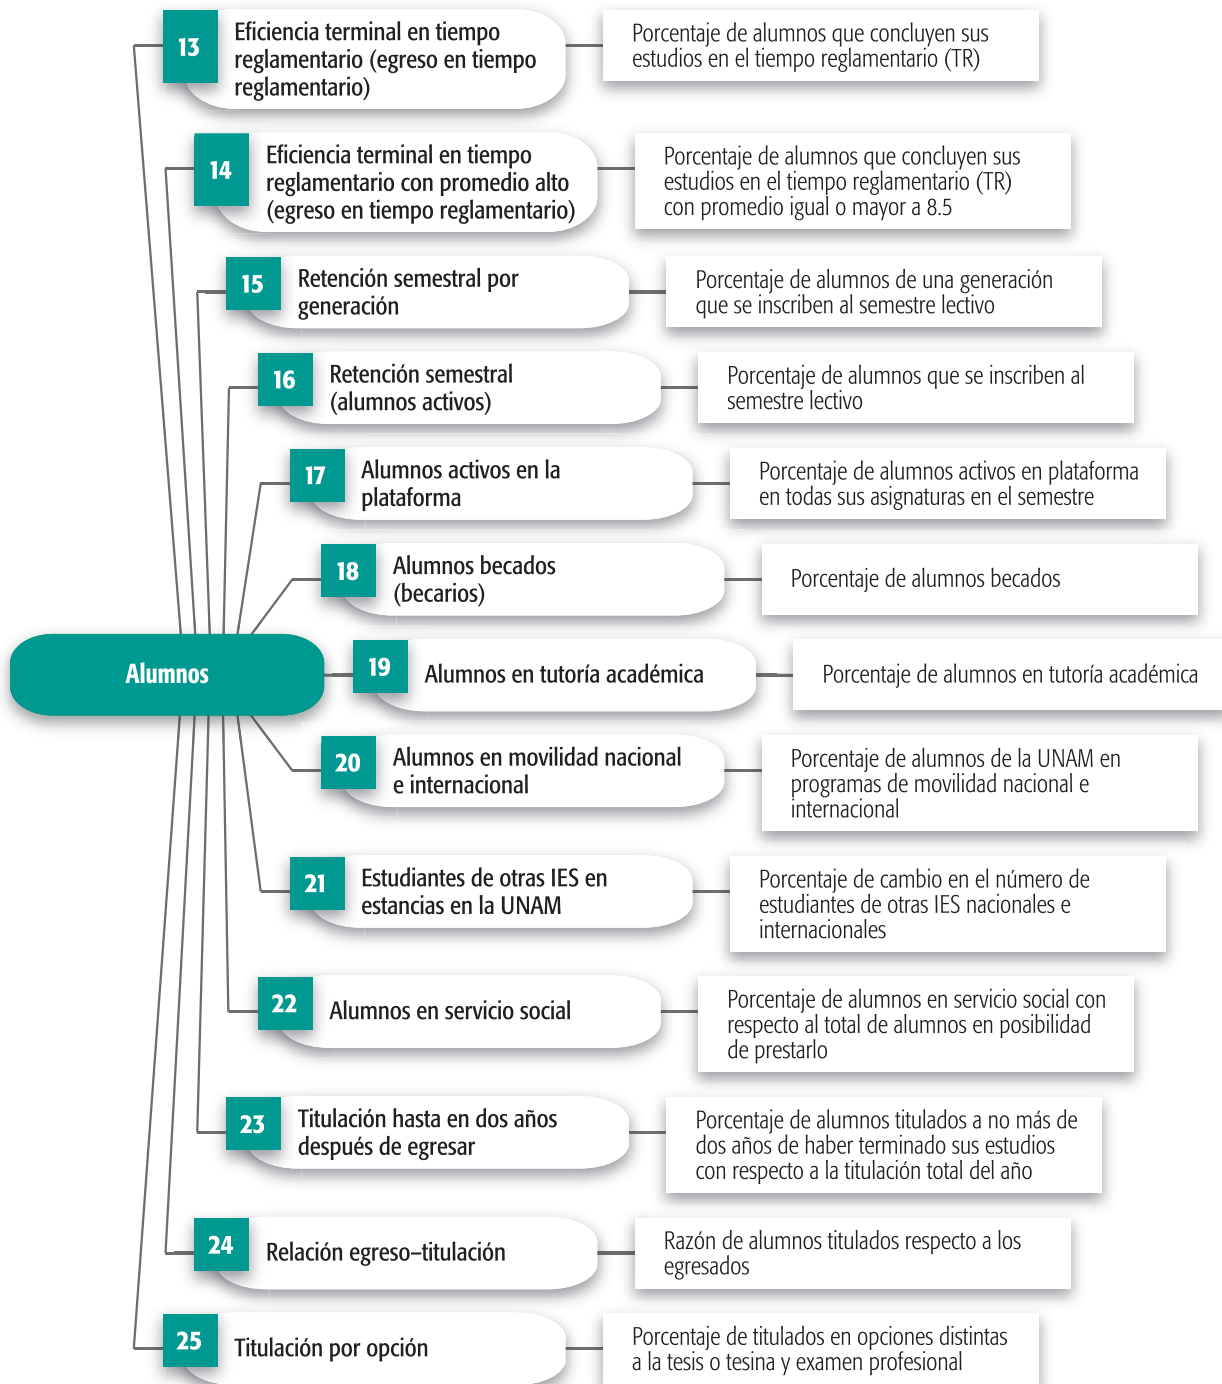 13
Eficiencia terminal en tiempo
reglamentario (egreso en tiempo
reglamentario)
Porcentaje de alumnos que concluyen sus
estudios en el tiempo reglamentario (TR)
14
Eficiencia terminal en tiempo
reglamentario con promedio alto
(egreso en tiempo reglamentario)
Porcentaje de alumnos que concluyen sus
estudios en el tiempo reglamentario (TR)
con promedio igual o mayor a 8.5
15
Retención semestral por
generación
Porcentaje de alumnos de una generación
que se inscriben al semestre lectivo
16
Retención semestral
(alumnos activos)
Porcentaje de alumnos que se inscriben al
semestre lectivo
17
Alumnos activos en la
plataforma
Porcentaje de alumnos activos en plataforma
en todas sus asignaturas en el semestre
18
Alumnos becados
(becarios)
Porcentaje de alumnos becados
Alumnos
19
Alumnos en tutoría académica
Porcentaje de alumnos en tutoría académica
20
Alumnos en movilidad nacional
e internacional
Porcentaje de alumnos de la UNAM en
programas de movilidad nacional e
internacional
21
Estudiantes de otras IES en
estancias en la UNAM
Porcentaje de cambio en el número de
estudiantes de otras IES nacionales e
internacionales
22
Alumnos en servicio social
Porcentaje de alumnos en servicio social con
respecto al total de alumnos en posibilidad
de prestarlo
23
Titulación hasta en dos años
después de egresar
Porcentaje de alumnos titulados a no más de
dos años de haber terminado sus estudios
con respecto a la titulación total del año
24
Relación egreso–titulación
Razón de alumnos titulados respecto a los
egresados
25
Titulación por opción
Porcentaje de titulados en opciones distintas
a la tesis o tesina y examen profesional